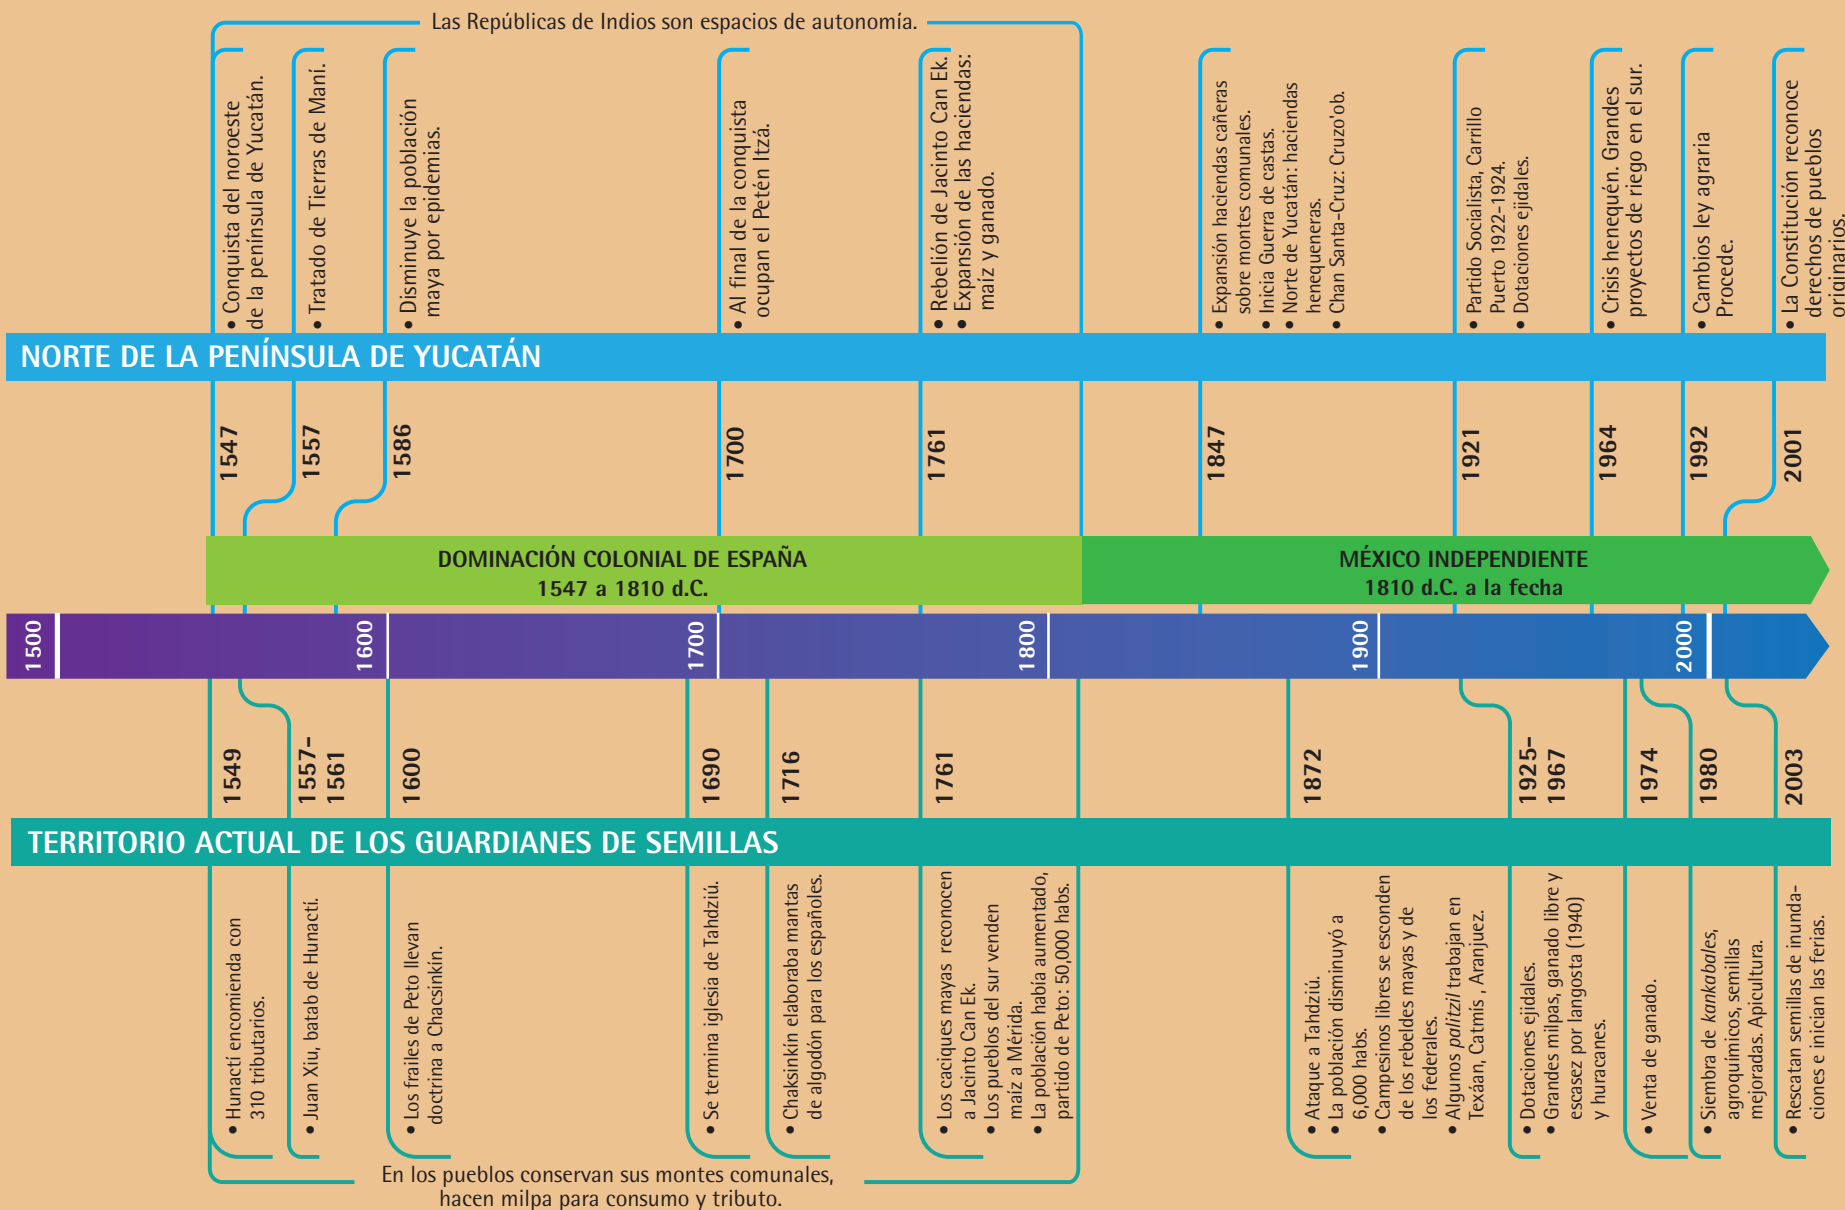 Las Repúblicas de Indios son espacios de autonomía.
• Conquista del noroeste
de la península de Yucatán.
• Tratado de Tierras de Maní.
• Disminuye la población
maya por epidemias.
• Al final de la conquista
ocupan el Petén Itzá.
• Rebelión de Jacinto Can Ek.
• Expansión de las haciendas:
maíz y ganado.
• Expansión haciendas cañeras
sobre montes comunales.
• Inicia Guerra de castas.
• Norte de Yucatán: haciendas
henequeneras.
• Chan Santa-Cruz: Cruzo'ob.
• Partido Socialista, Carrillo
Puerto 1922-1924.
• Dotaciones ejidales.
• Crisis henequén. Grandes
proyectos de riego en el sur.
• Cambios ley agraria
Procede.
• La Constitución reconoce
derechos de pueblos
originarios.
NORTE DE LA PENÍNSULA DE YUCATÁN
1547
1557
1586
1700
1761
1847
1921
1964
1992
2001
DOMINACIÓN COLONIAL DE ESPAÑA
1547 a 1810 d.C.
MÉXICO INDEPENDIENTE
1810 d.C. a la fecha
1500
1600
1700
1800
1900
2000
1549
1557-
1561
1600
1690
1716
1761
1872
1925-
1967
1974
1980
2003
TERRITORIO ACTUAL DE LOS GUARDIANES DE SEMILLAS
• Hunactí encomienda con
310 tributarios.
• Juan Xiu, batab de Hunactí.
• Los frailes de Peto llevan
doctrina a Chacsinkín.
• Se termina iglesia de Tahdziú.
• Chaksinkín elaboraba mantas
de algodón para los españoles.
• Los caciques mayas reconocen
a Jacinto Can Ek.
• Los pueblos del sur venden
maíz a Mérida.
• La población había aumentado,
partido de Peto: 50,000 habs.
• Ataque a Tahdziú.
• La población disminuyó a
6,000 habs.
• Campesinos libres se esconden
de los rebeldes mayas y de
los federales.
• Algunos palitzil trabajan en
Texáan, Catmís , Aranjuez.
• Dotaciones ejidales.
• Grandes milpas, ganado libre y
escasez por langosta (1940)
y huracanes.
• Venta de ganado.
• Siembra de kankabales,
agroquímicos, semillas
mejoradas. Apicultura.
• Rescatan semillas de inunda-
ciones e inician las ferias.
En los pueblos conservan sus montes comunales,
hacen milpa para consumo y tributo.